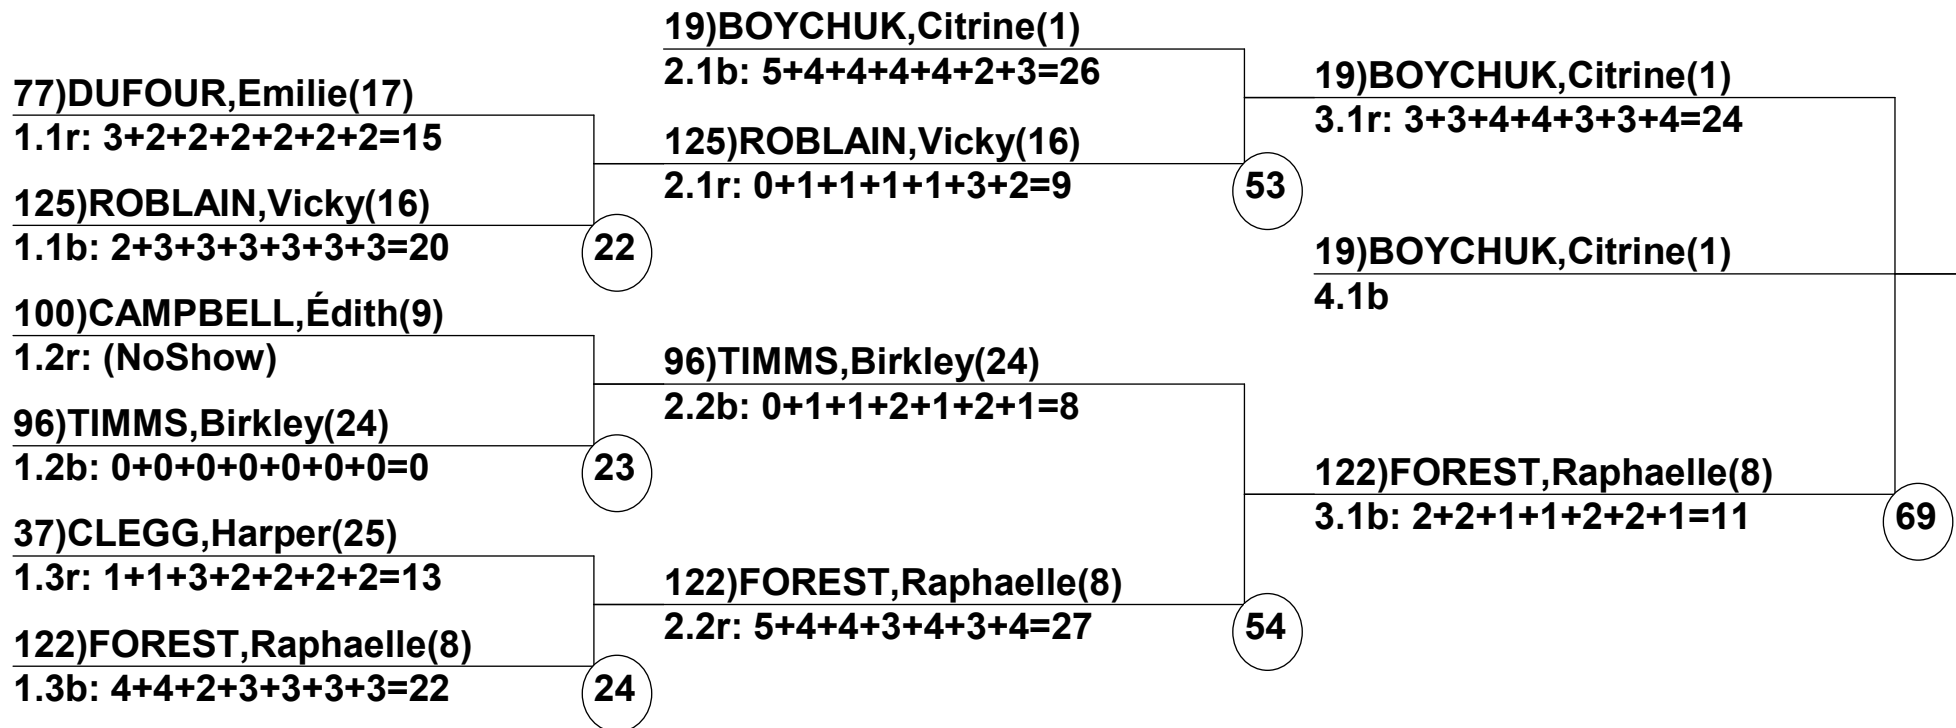 77)DUFOUR,Emilie(17)
1.1r: 3+2+2+2+2+2+2=15
125)ROBLAIN,Vicky(16)
1.1b: 2+3+3+3+3+3+3=20
22
100)CAMPBELL,Édith(9)
1.2r: (NoShow)
96)TIMMS,Birkley(24)
1.2b: 0+0+0+0+0+0+0=0
23
37)CLEGG,Harper(25)
1.3r: 1+1+3+2+2+2+2=13
122)FOREST,Raphaelle(8)
1.3b: 4+4+2+3+3+3+3=22
24
19)BOYCHUK,Citrine(1)
2.1b: 5+4+4+4+4+2+3=26
125)ROBLAIN,Vicky(16)
2.1r: 0+1+1+1+1+3+2=9
53
96)TIMMS,Birkley(24)
2.2b: 0+1+1+2+1+2+1=8
122)FOREST,Raphaelle(8)
2.2r: 5+4+4+3+4+3+4=27
54
19)BOYCHUK,Citrine(1)
3.1r: 3+3+4+4+3+3+4=24
19)BOYCHUK,Citrine(1)
4.1b
122)FOREST,Raphaelle(8)
3.1b: 2+2+1+1+2+2+1=11
69